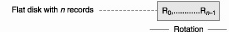 Flat disk with n records
R0,............Rn-1
Rotation